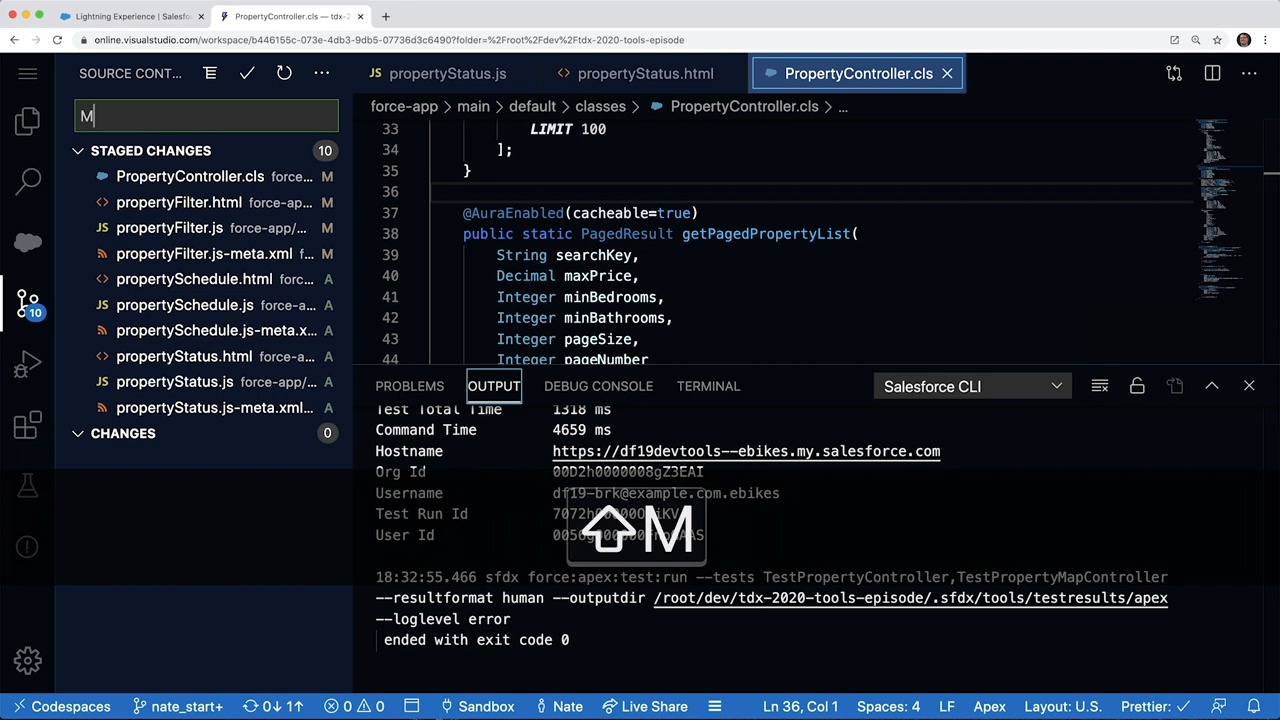 Lightning Experience | Salesfo
PropertyController.cls — tdx-2
online.visualstudio.com/workspace/b446155c-073e-4db3-9db5-07736d3c6490?folder=%2Froot%2Fdev%2Ftdx-2020-tools-episode
SOURCE CONT...
propertyStatus.js
propertyStatus.html
PropertyController.cls
M
force-app > main > default > classes > PropertyController.cls > ...
STAGED CHANGES 10
PropertyController.cls force... M
propertyFilter.html force-ap... M
propertyFilter.js force-app/... M
propertyFilter.js-meta.xml M
propertySchedule.html forc... A
propertySchedule.js force-a... A
propertySchedule.js-meta.x... A
propertyStatus.html force-a... A
propertyStatus.js force-app/... A
propertyStatus.js-meta.xml... A
CHANGES 0
10
33 LIMIT 100
34 ];
35 }
36
37 @AuraEnabled(cacheable=true)
38 public static PagedResult getPagedPropertyList(
39 String searchKey,
40 Decimal maxPrice,
41 Integer minBedrooms,
42 Integer minBathrooms,
43 Integer pageSize,
44 Integer pageNumber
PROBLEMS OUTPUT DEBUG CONSOLE TERMINAL Salesforce CLI
Test Total Time 1318 ms
Command Time 4659 ms
Hostname https://df19devtools--ebikes.my.salesforce.com
Org Id 00D2h0000008gZ3EAI
Username df19-brk@example.com.ebikes
Test Run Id
User Id
⇧M
18:32:55.466 sfdx force:apex:test:run --tests TestPropertyController,TestPropertyMapController
--resultformat human --outputdir /root/dev/tdx-2020-tools-episode/.sfdx/tools/testresults/apex
--loglevel error
ended with exit code 0
Codespaces nate_start+ 0↓ 1↑ 0 0 Sandbox Nate Live Share Ln 36, Col 1 Spaces: 4 LF Apex Layout: U.S. Prettier: ✓